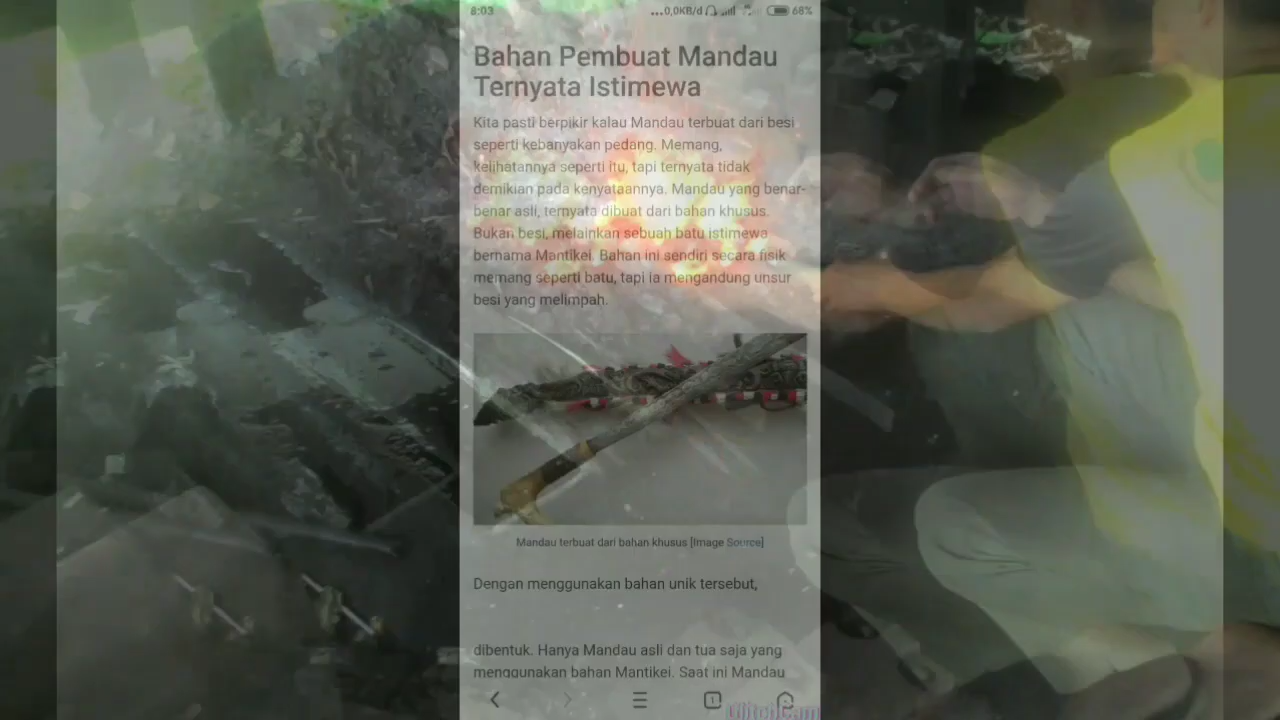 8:03
...0,0KB/d
68%
Bahan Pembuat Mandau
Ternyata Istimewa
Kita pasti berpikir kalau Mandau terbuat dari besi
seperti kebanyakan pedang. Memang,
kelihatannya seperti itu, tapi ternyata tidak
demikian pada kenyataannya. Mandau yang benar-
benar asli, ternyata dibuat dari bahan khusus.
Bukan besi, melainkan sebuah batu istimewa
bernama Mantikei. Bahan ini sendiri secara fisik
memang seperti batu, tapi ia mengandung unsur
besi yang melimpah.
Mandau terbuat dari bahan khusus [Image Source]
Dengan menggunakan bahan unik tersebut,
dibentuk. Hanya Mandau asli dan tua saja yang
menggunakan bahan Mantikei. Saat ini Mandau
1